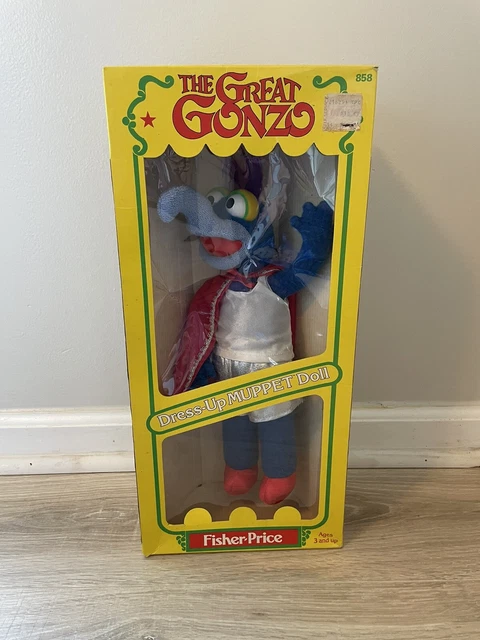 858
THE GREAT
GONZO
Dress-Up MUPPET Doll
Fisher-Price
Ages
3 and up